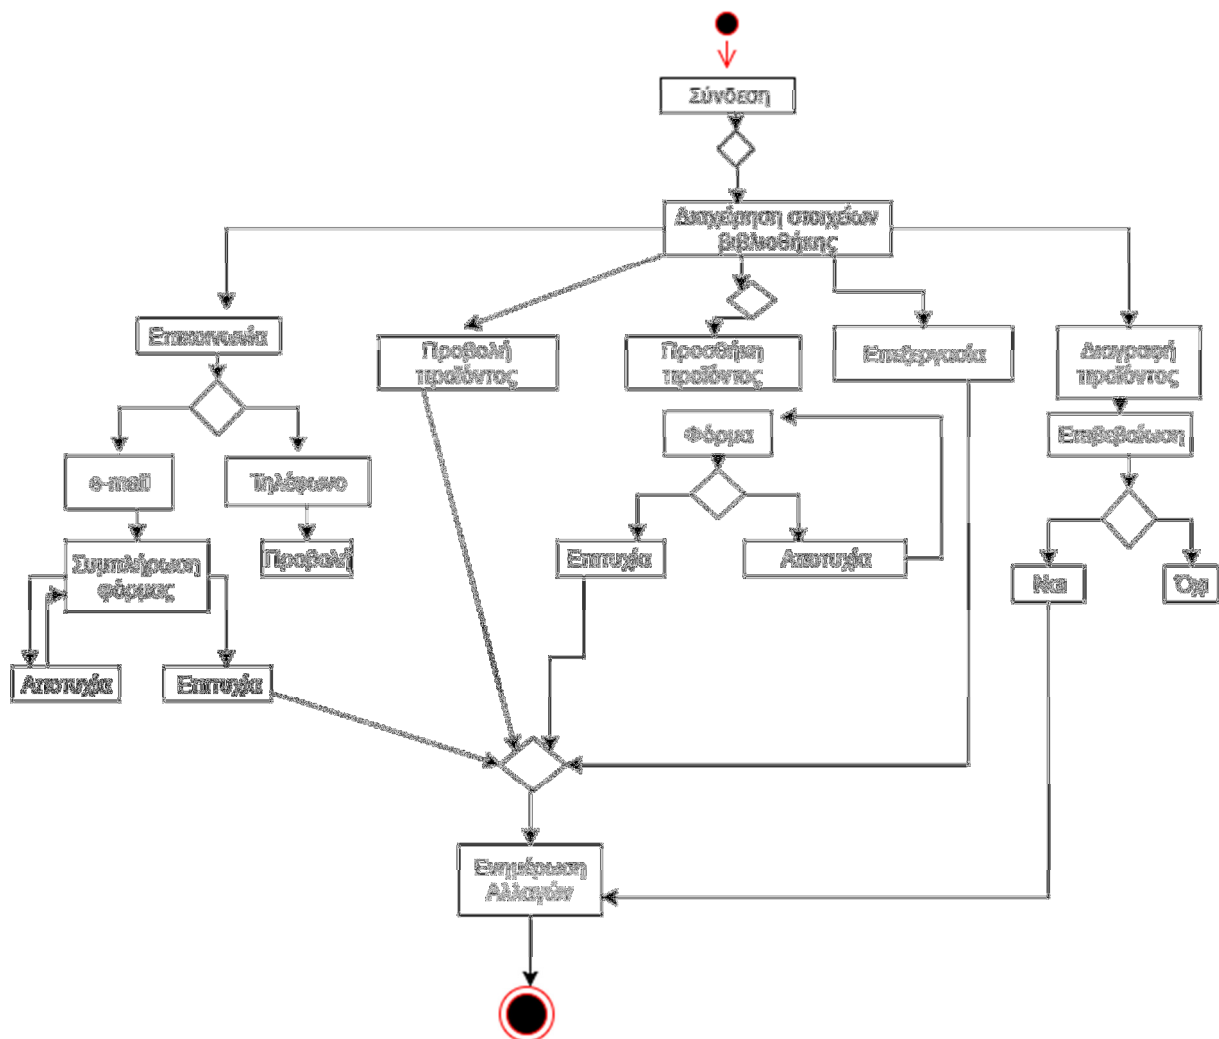 Σύνδεση
Διαχείρηση στοιχείων
βιβλιοθήκης
Επικοινωνία
Προβολή
προϊόντος
Προσθήκη
προϊόντος
Επεξεργασία
Διαγραφή
προϊόντος
Φόρμα
Επιβεβαίωση
e-mail
Τηλέφωνο
Συμπλήρωση
φόρμας
Προβολή
Επιτυχία
Αποτυχία
Ναι
Όχι
Αποτυχία
Επιτυχία
Ενημέρωση
Αλλαγών